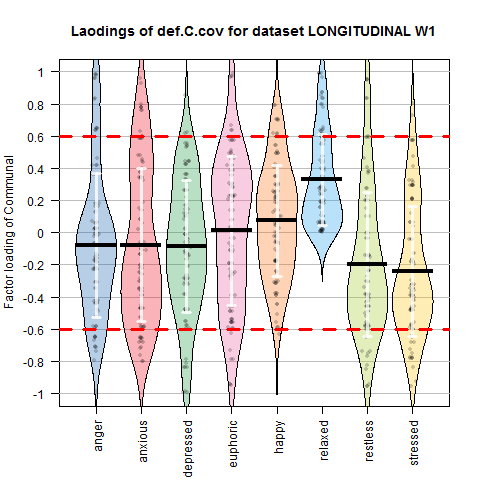 Laodings of def.C.cov for dataset LONGITUDINAL W1
Factor loading of Communal
1
0.8
0.6
0.4
0.2
0
-0.2
-0.4
-0.6
-0.8
-1
anger
anxious
depressed
euphoric
happy
relaxed
restless
stressed